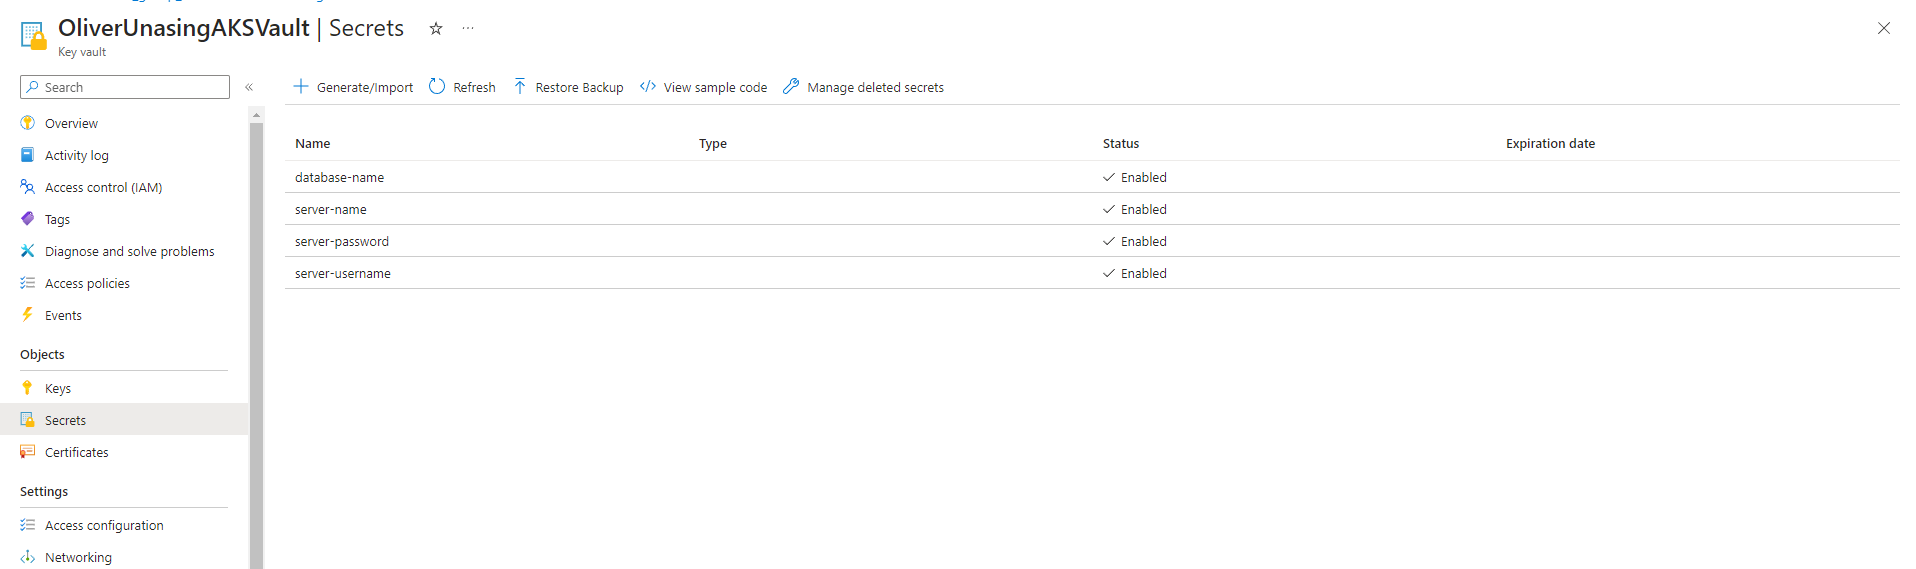 OliverUnasingAKSVault | Secrets ☆ ...
Key vault
Search «
Generate/Import Refresh Restore Backup View sample code Manage deleted secrets
Overview
Activity log
Access control (IAM)
Tags
Diagnose and solve problems
Access policies
Events
Objects
Keys
Secrets
Certificates
Settings
Access configuration
Networking
Name Type Status Expiration date
database-name Enabled
server-name Enabled
server-password Enabled
server-username Enabled